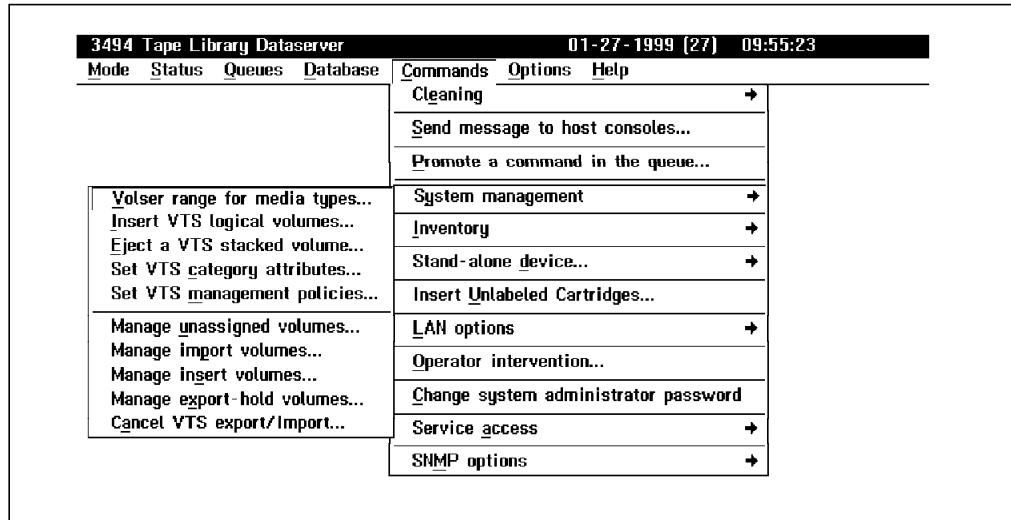 3494 Tape Library Dataserver 01-27-1999 (27) 09:55:23
Mode Status Queues Database Commands Options Help
Cleaning
Send message to host consoles...
Promote a command in the queue...
System management
Inventory
Stand-alone device...
Insert Unlabeled Cartridges...
LAN options
Operator intervention...
Change system administrator password
Service access
SNMP options
Volser range for media types...
Insert VTS logical volumes...
Eject a VTS stacked volume...
Set VTS category attributes...
Set VTS management policies...
Manage unassigned volumes...
Manage import volumes...
Manage insert volumes...
Manage export-hold volumes...
Cancel VTS export/Import...